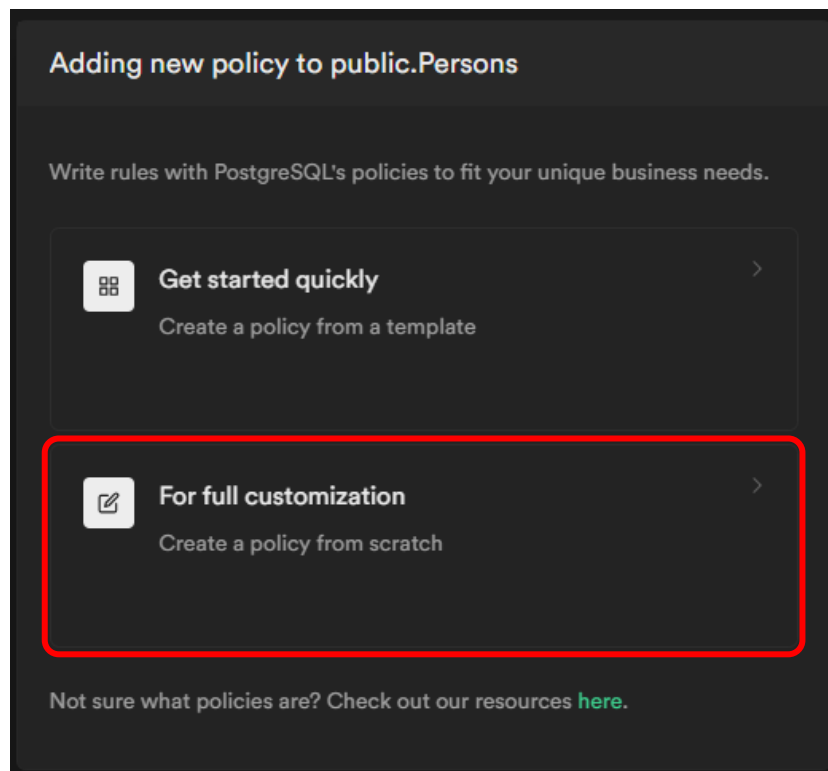 Adding new policy to public.Persons
Write rules with PostgreSQL's policies to fit your unique business needs.
Get started quickly
Create a policy from a template
For full customization
Create a policy from scratch
Not sure what policies are? Check out our resources here.